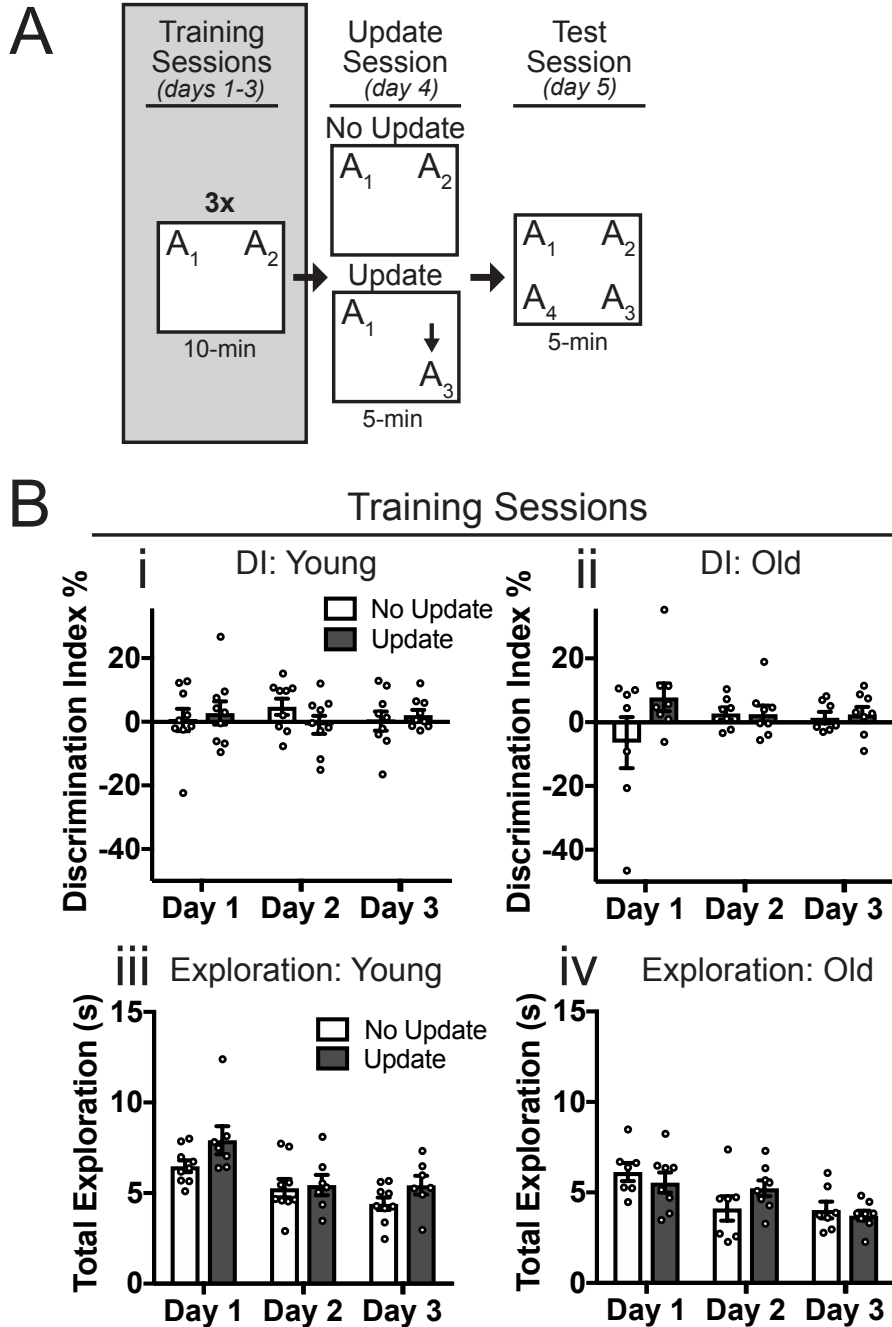 A
Training
Sessions
(days 1-3)
Update
Session
(day 4)
Test
Session
(day 5)
No Update
A1 A2
3x
A1 A2
10-min
Update
A1
A3
5-min
A1 A2
A4 A3
5-min
B
Training Sessions
i
DI: Young
Discrimination Index %
No Update
Update
20
0
-20
-40
Day 1 Day 2 Day 3
ii
DI: Old
Discrimination Index %
20
0
-20
-40
Day 1 Day 2 Day 3
iii
Exploration: Young
Total Exploration (s)
No Update
Update
15
10
5
0
Day 1 Day 2 Day 3
iv
Exploration: Old
Total Exploration (s)
15
10
5
0
Day 1 Day 2 Day 3